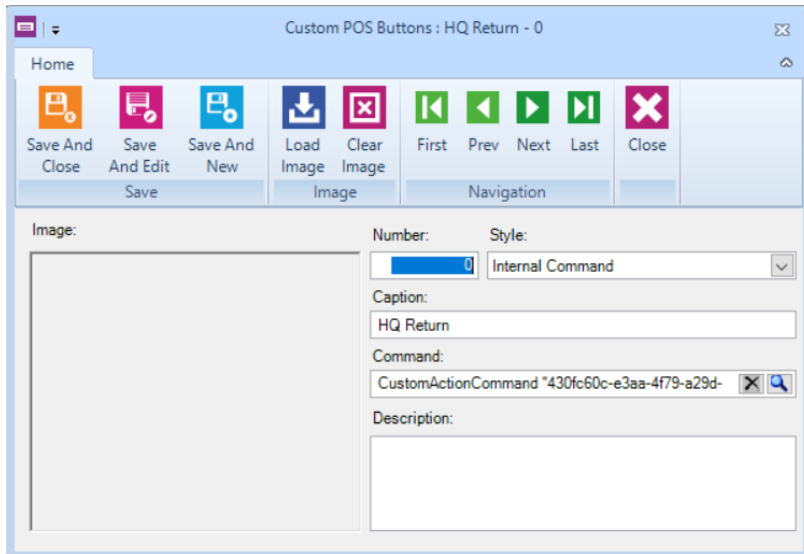 Custom POS Buttons : HQ Return - 0
Home
Save And Close
Save And Edit
Save And New
Load Image
Clear Image
First
Prev
Next
Last
Close
Save
Image
Navigation
Image:
Number:
Style:
0
Internal Command
Caption:
HQ Return
Command:
CustomActionCommand "430fc60c-e3aa-4f79-a29d-
Description: